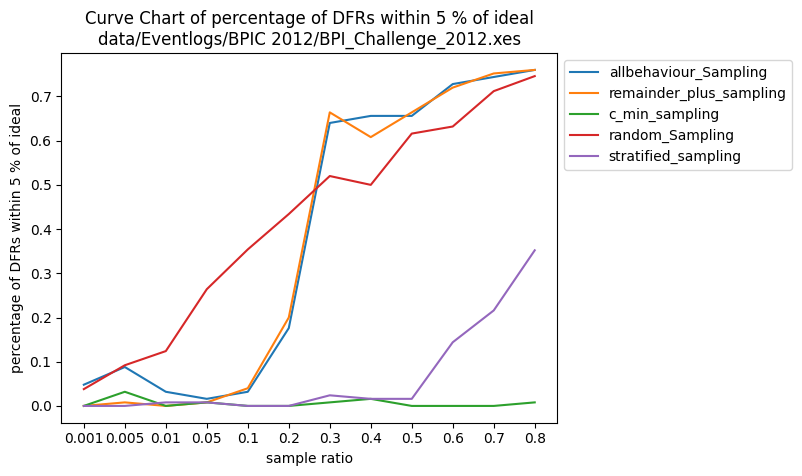 Curve Chart of percentage of DFRs within 5 % of ideal
data/Eventlogs/BPIC 2012/BPI_Challenge_2012.xes
percentage of DFRs within 5 % of ideal
0.7
0.6
0.5
0.4
0.3
0.2
0.1
0.0
0.001 0.005 0.01 0.05 0.1 0.2 0.3 0.4 0.5 0.6 0.7 0.8
sample ratio
allbehaviour_Sampling
remainder_plus_sampling
c_min_sampling
random_Sampling
stratified_sampling